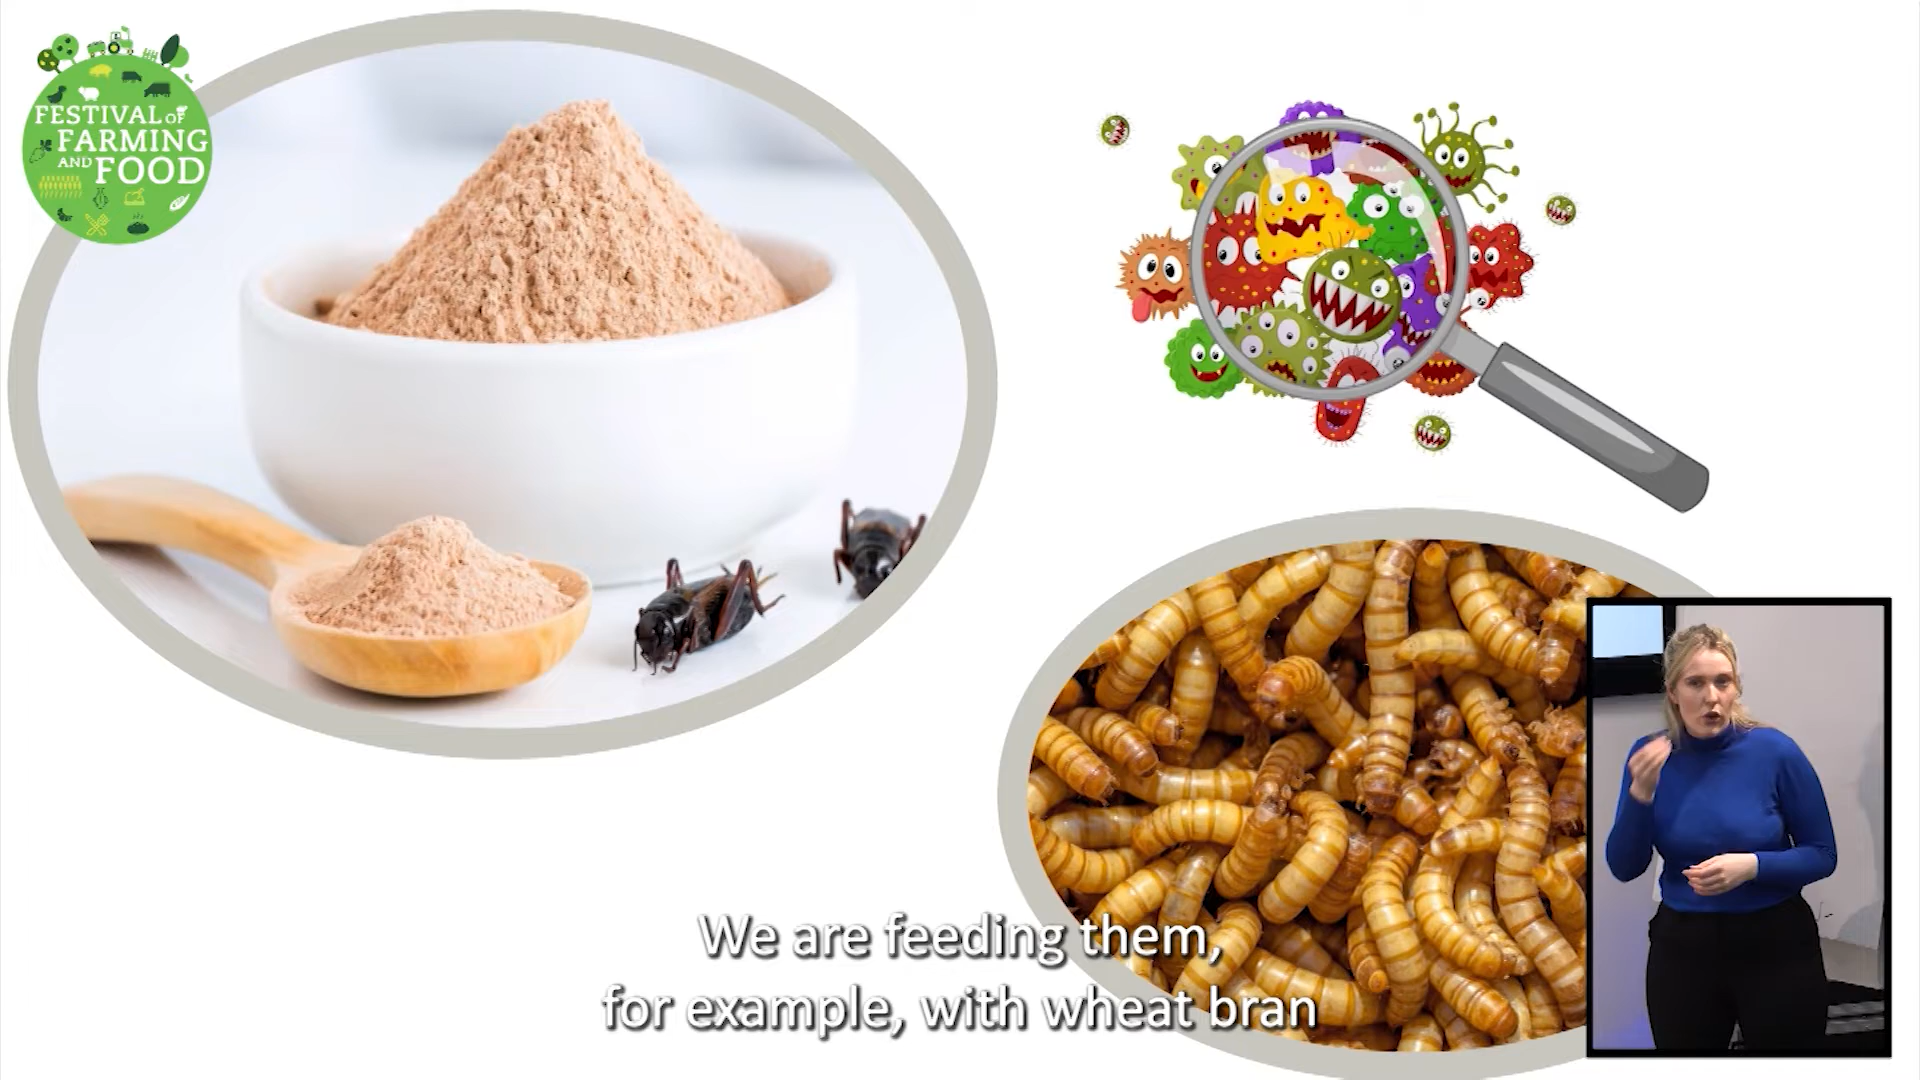 FESTIVAL OF
FARMING
AND FOOD
We are feeding them,
for example, with wheat bran